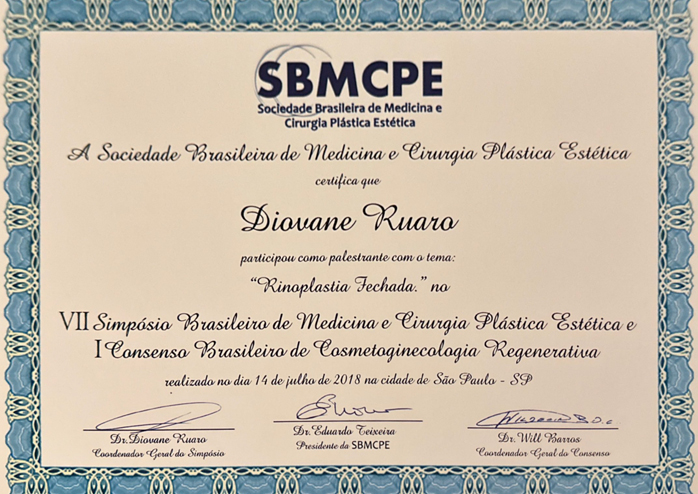 SBMCPE
Sociedade Brasileira de Medicina e
Cirurgia Plástica Estética
A Sociedade Brasileira de Medicina e Cirurgia Plástica Estética
certifica que
Diovane Ruaro
participou como palestrante com o tema:
“Rinoplastia Fechada.” no
VII Simpósio Brasileiro de Medicina e Cirurgia Plástica Estética e
I Consenso Brasileiro de Cosmetoginecologia Regenerativa
realizado no dia 14 de julho de 2018 na cidade de São Paulo - SP
Dr. Diovane Ruaro
Coordenador Geral do Simpósio
Dr. Eduardo Teixeira
Presidente da SBMCPE
Dr. Will Barros
Coordenador Geral do Consenso